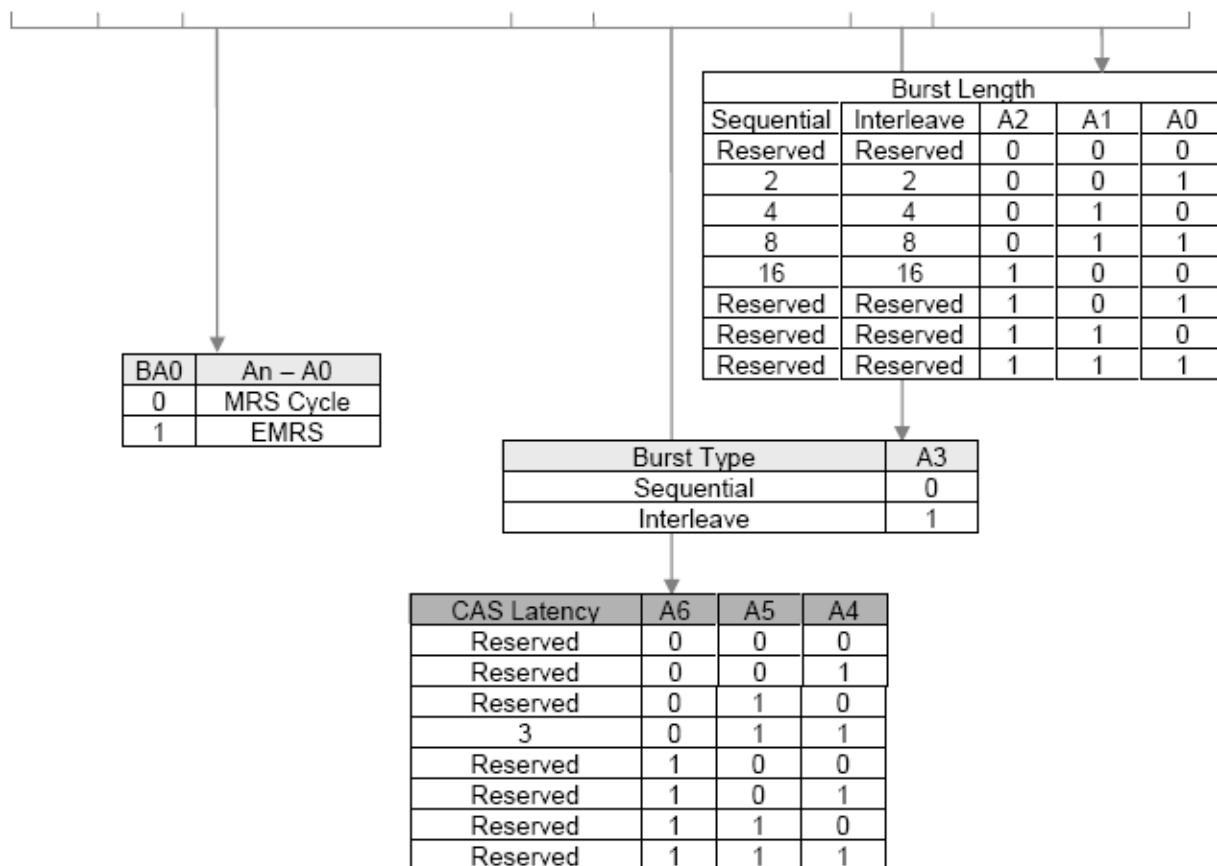 Burst Length
Sequential Interleave A2 A1 A0
Reserved Reserved 0 0 0
2 2 0 0 1
4 4 0 1 0
8 8 0 1 1
16 16 1 0 0
Reserved Reserved 1 0 1
Reserved Reserved 1 1 0
Reserved Reserved 1 1 1
BA0 An – A0
0 MRS Cycle
1 EMRS
Burst Type A3
Sequential 0
Interleave 1
CAS Latency A6 A5 A4
Reserved 0 0 0
Reserved 0 0 1
Reserved 0 1 0
3 0 1 1
Reserved 1 0 0
Reserved 1 0 1
Reserved 1 1 0
Reserved 1 1 1